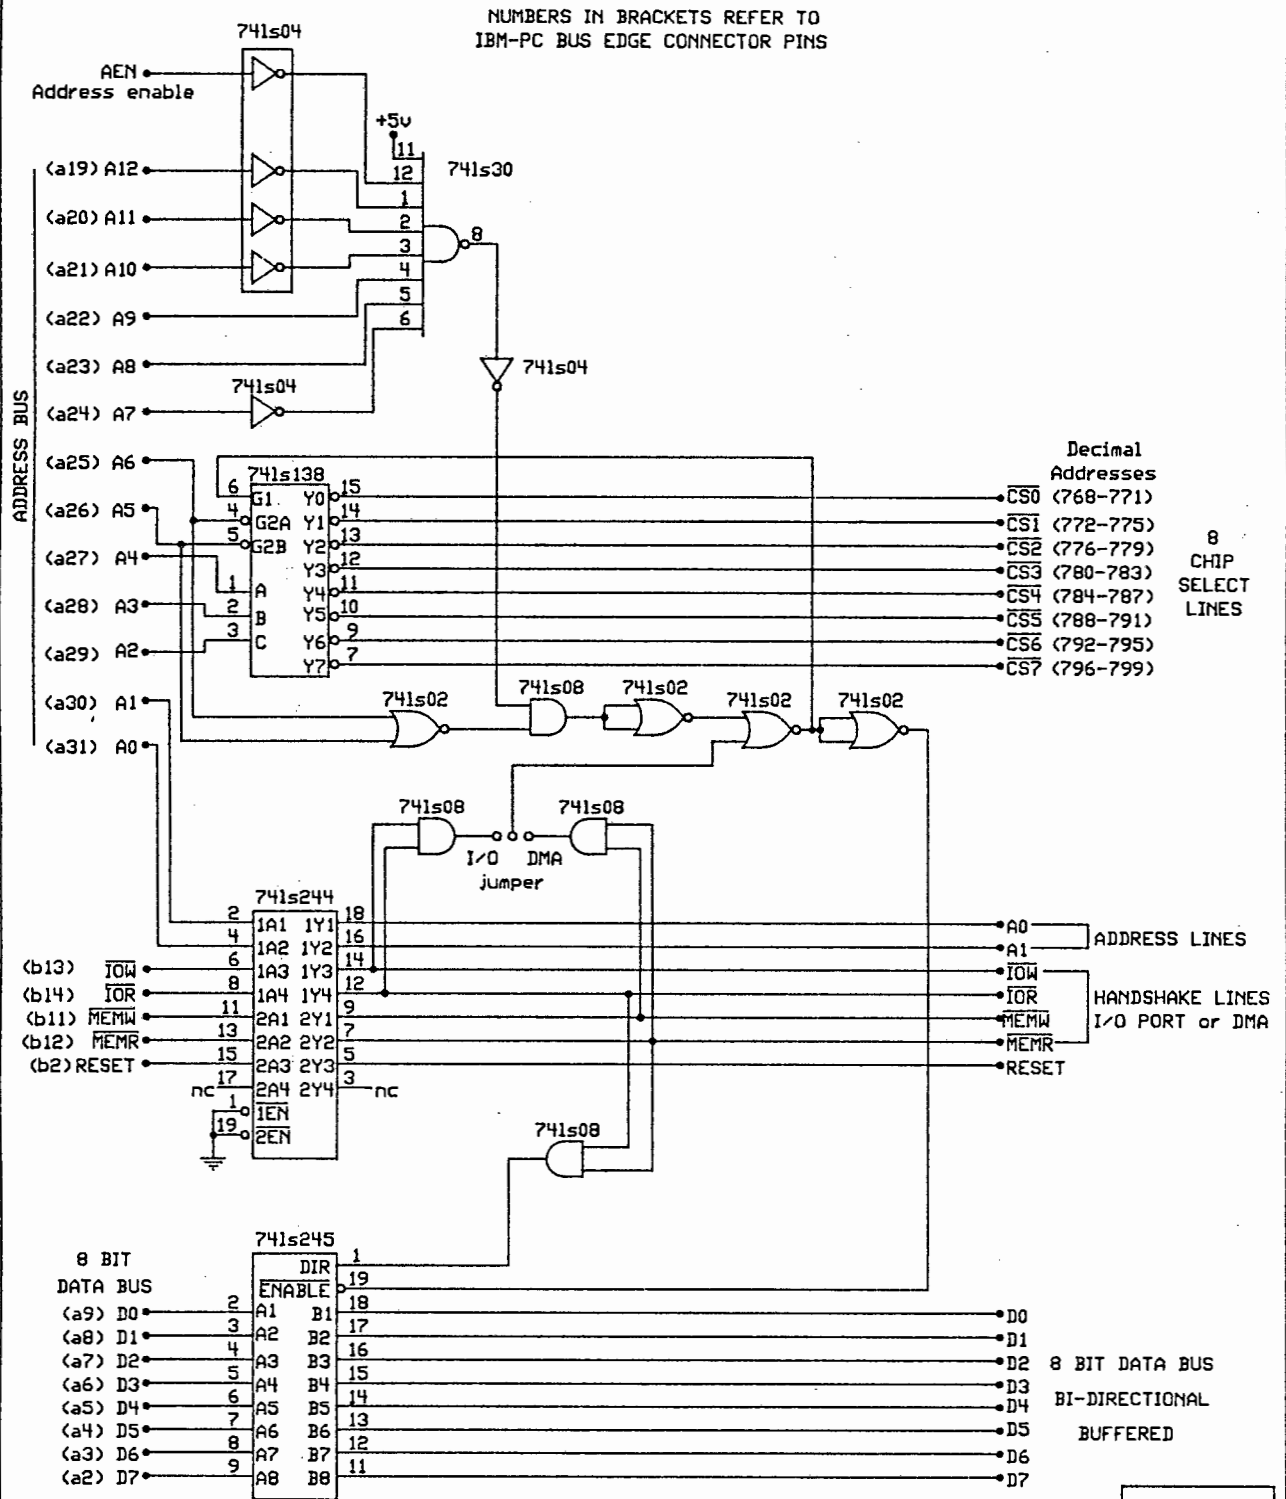 NUMBERS IN BRACKETS REFER TO
IBM-PC BUS EDGE CONNECTOR PINS
74ls04
AEN
Address enable
+5v
11
12
74ls30
(a19) A12
1
(a20) A11
2
8
3
(a21) A10
4
5
(a22) A9
6
(a23) A8
74ls04
74ls04
(a24) A7
ADDRESS BUS
(a25) A6
(a26) A5
(a27) A4
(a28) A3
(a29) A2
(a30) A1
(a31) A0
74ls138
6 G1 Y0 15
4 G2A Y1 14
5 G2B Y2 13
Y3 12
1 A Y4 11
2 B Y5 10
3 C Y6 9
Y7 7
Decimal
Addresses
CS0 (768-771)
CS1 (772-775)
CS2 (776-779)
CS3 (780-783)
CS4 (784-787)
CS5 (788-791)
CS6 (792-795)
CS7 (796-799)
8
CHIP
SELECT
LINES
74ls02
74ls08
74ls02
74ls02
74ls02
74ls08
74ls08
I/O DMA
jumper
74ls244
2 1A1 1Y1 18 A0
4 1A2 1Y2 16 A1
ADDRESS LINES
(b13) IOW 6 1A3 1Y3 14 IOW
(b14) IOR 8 1A4 1Y4 12 IOR
(b11) MEMW 11 2A1 2Y1 9 MEMW
(b12) MEMR 13 2A2 2Y2 7 MEMR
HANDSHAKE LINES
I/O PORT or DMA
(b2) RESET 15 2A3 2Y3 5 RESET
nc 17 2A4 2Y4 3 nc
1 1EN
19 2EN
74ls08
74ls245
DIR 1
ENABLE 19
8 BIT
DATA BUS
(a9) D0 2 A1 B1 18 D0
(a8) D1 3 A2 B2 17 D1
(a7) D2 4 A3 B3 16 D2
(a6) D3 5 A4 B4 15 D3
(a5) D4 6 A5 B5 14 D4
(a4) D5 7 A6 B6 13 D5
(a3) D6 8 A7 B7 12 D6
(a2) D7 9 A8 B8 11 D7
8 BIT DATA BUS
BI-DIRECTIONAL
BUFFERED